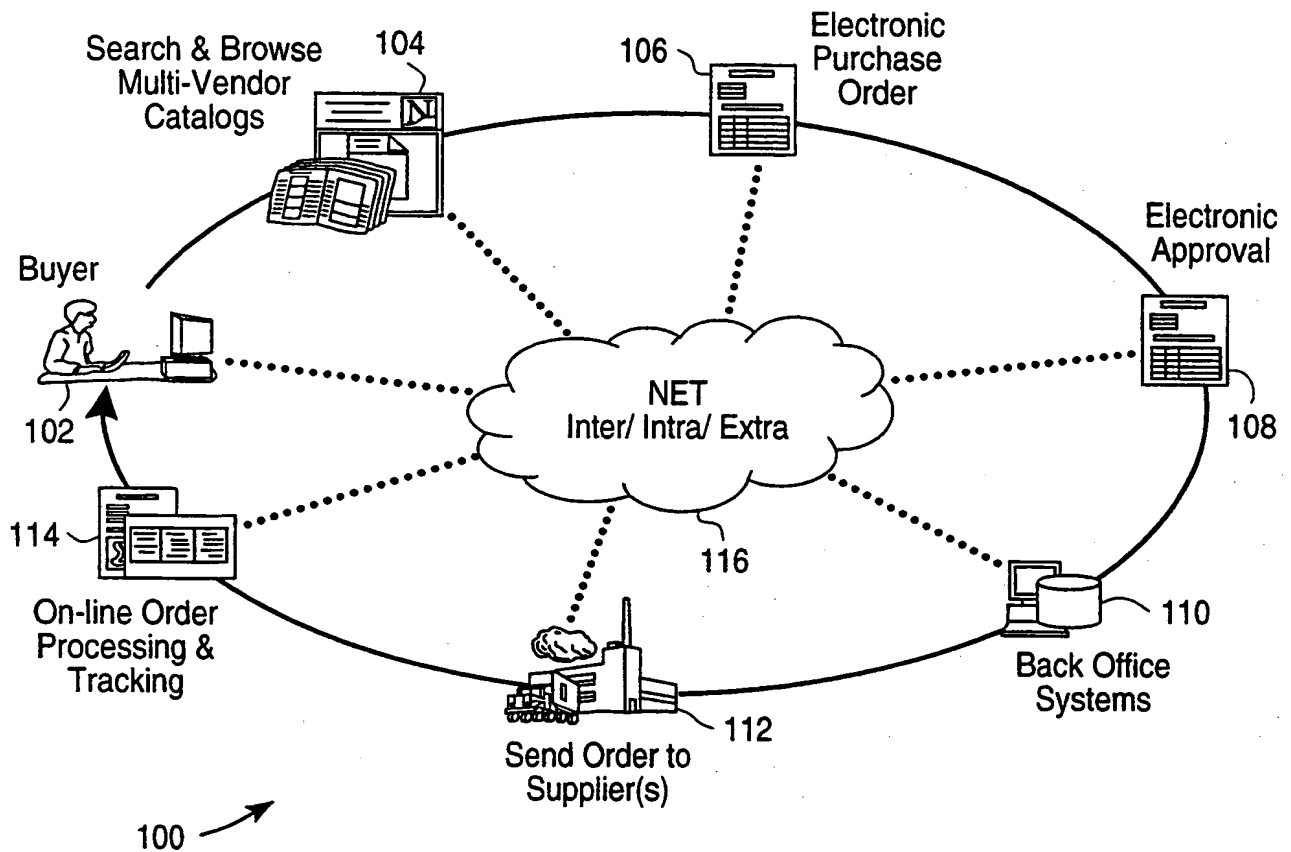 Search & Browse
Multi-Vendor
Catalogs
104
106
Electronic
Purchase
Order
Electronic
Approval
108
Buyer
102
NET
Inter/ Intra/ Extra
116
114
On-line Order
Processing &
Tracking
110
Back Office
Systems
112
Send Order to
Supplier(s)
100